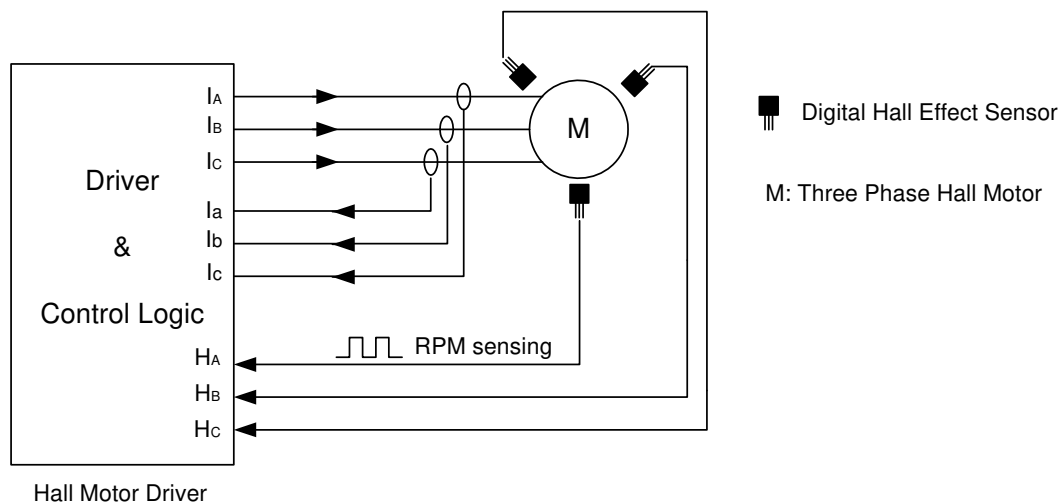 IA
IB
IC
Driver
&
Control Logic
Ia
Ib
Ic
HA
HB
HC
RPM sensing
M
Digital Hall Effect Sensor
M: Three Phase Hall Motor
Hall Motor Driver